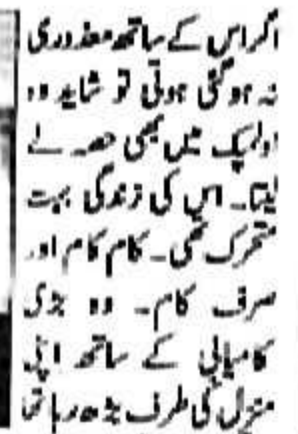 اگر اس کے ساتھ معذوری
نہ ہو گئی ہوتی تو شاید وہ
اولمپک میں بھی حصہ لے
لیتا۔ اس کی زندگی بہت
متحرک تھی۔ کام کام اور
صرف کام۔ وہ بڑی
کامیابی کے ساتھ اپنی
منزل کی طرف بڑھ رہا تھا